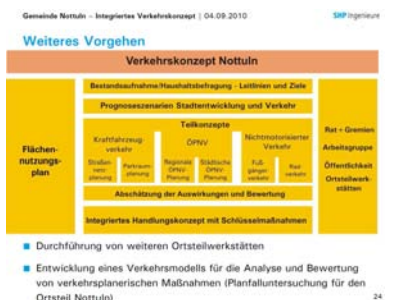 Gemeinde Nottuln – Integriertes Verkehrskonzept | 04.09.2010
SHP Ingenieure
Weiteres Vorgehen
Verkehrskonzept Nottuln
Flächen-
nutzungs-
plan
Bestandsaufnahme/Haushaltsbefragung - Leitlinien und Ziele
Prognoseszenarien Stadtentwicklung und Verkehr
Teilkonzepte
Kraftfahrzeug-
verkehr
Straßen-
netz-
planung
Parkraum-
planung
ÖPNV
Regionale
ÖPNV-
Planung
Städtische
ÖPNV-
Planung
Nichtmotorisierter
Verkehr
Fuß-
gänger-
verkehr
Rad-
verkehr
Abschätzung der Auswirkungen und Bewertung
Integriertes Handlungskonzept mit Schlüsselmaßnahmen
Rat + Gremien
Arbeitsgruppe
Öffentlichkeit
Ortsteilwerk-
stätten
Durchführung von weiteren Ortsteilwerkstätten
Entwicklung eines Verkehrsmodells für die Analyse und Bewertung
von verkehrsplanerischen Maßnahmen (Planfalluntersuchung für den
Ortsteil Nottuln)
24